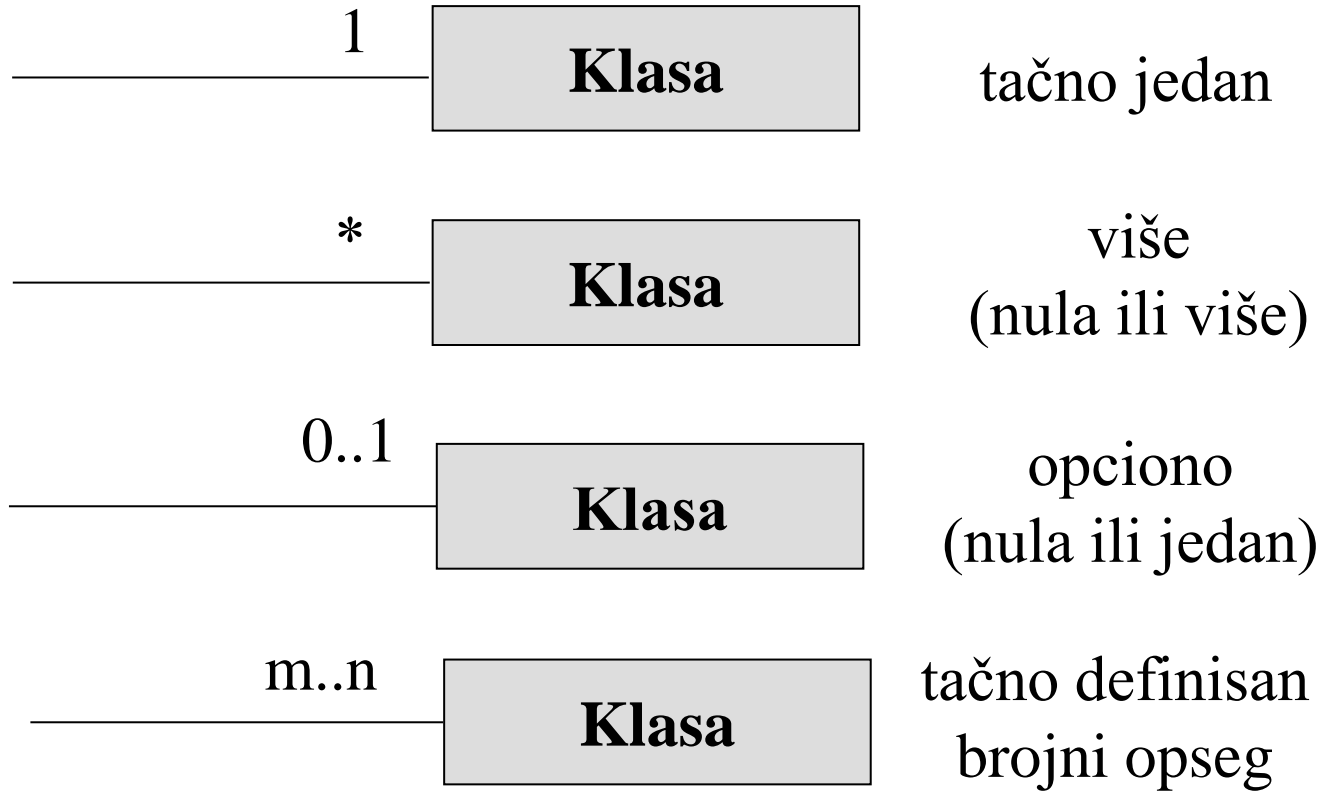 1
Klasa
tačno jedan
*
Klasa
više
(nula ili više)
0..1
Klasa
opciono
(nula ili jedan)
m..n
Klasa
tačno definisan
brojni opseg